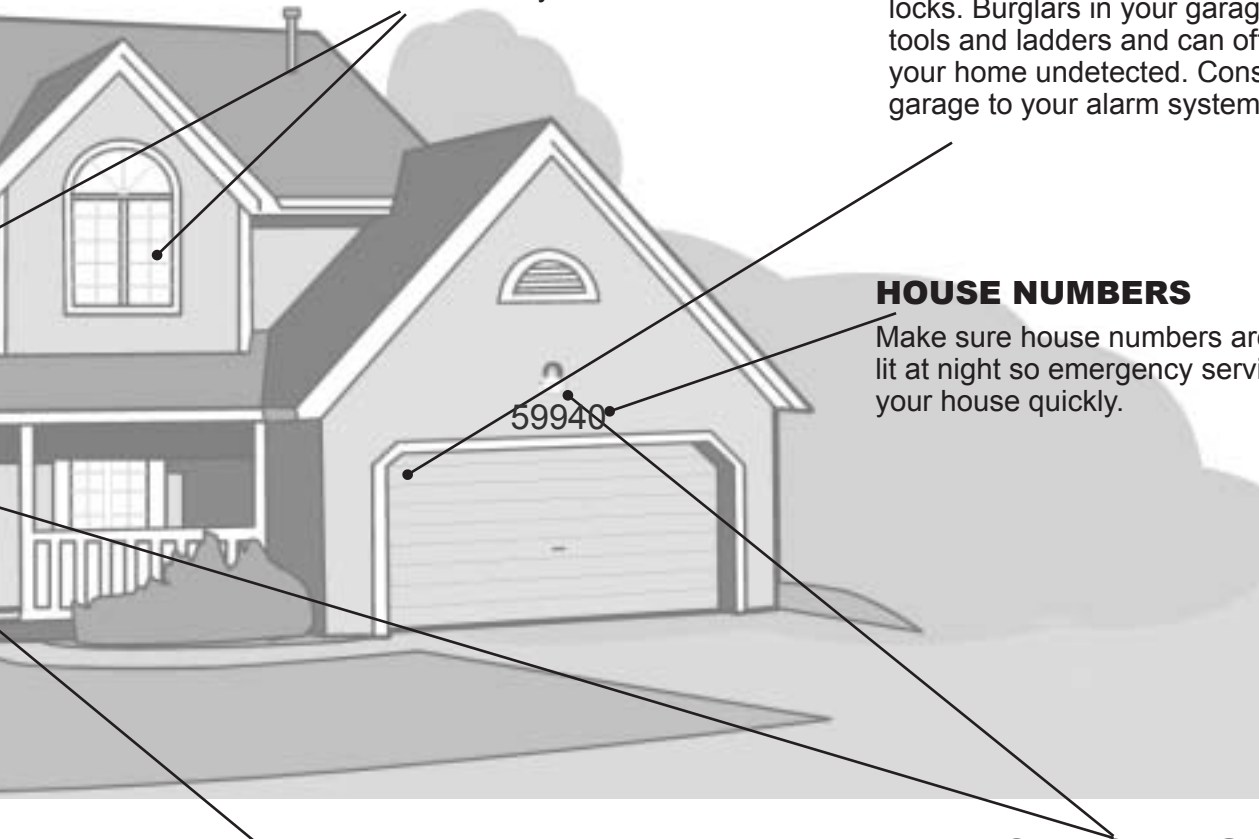 locks. Burglars in your garag
tools and ladders and can of
your home undetected. Cons
garage to your alarm system
HOUSE NUMBERS
Make sure house numbers are
lit at night so emergency servi
your house quickly.
59940